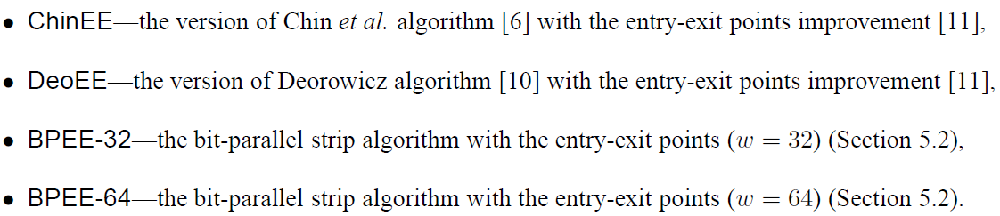 • ChinEE—the version of Chin et al. algorithm [6] with the entry-exit points improvement [11],
• DeoEE—the version of Deorowicz algorithm [10] with the entry-exit points improvement [11],
• BPEE-32—the bit-parallel strip algorithm with the entry-exit points (w = 32) (Section 5.2),
• BPEE-64—the bit-parallel strip algorithm with the entry-exit points (w = 64) (Section 5.2).